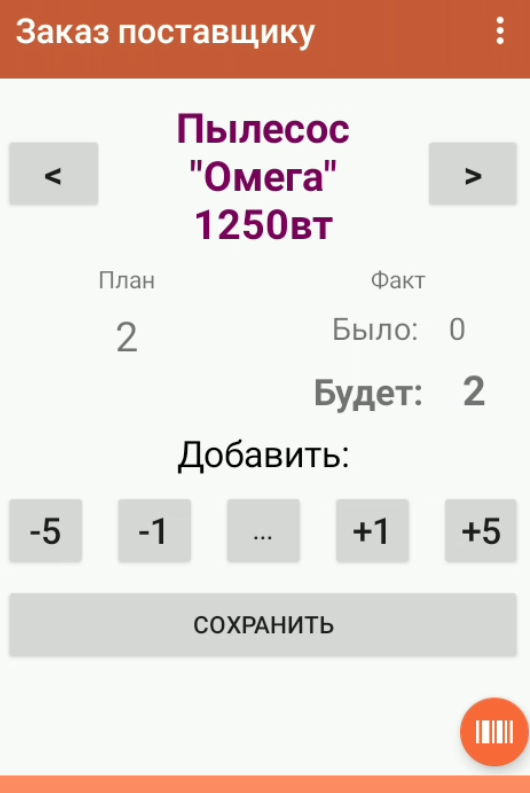 Заказ поставщику
Пылесос
< "Омега" >
1250вт
План Факт
2 Было: 0
Будет: 2
Добавить:
-5 -1 ... +1 +5
СОХРАНИТЬ